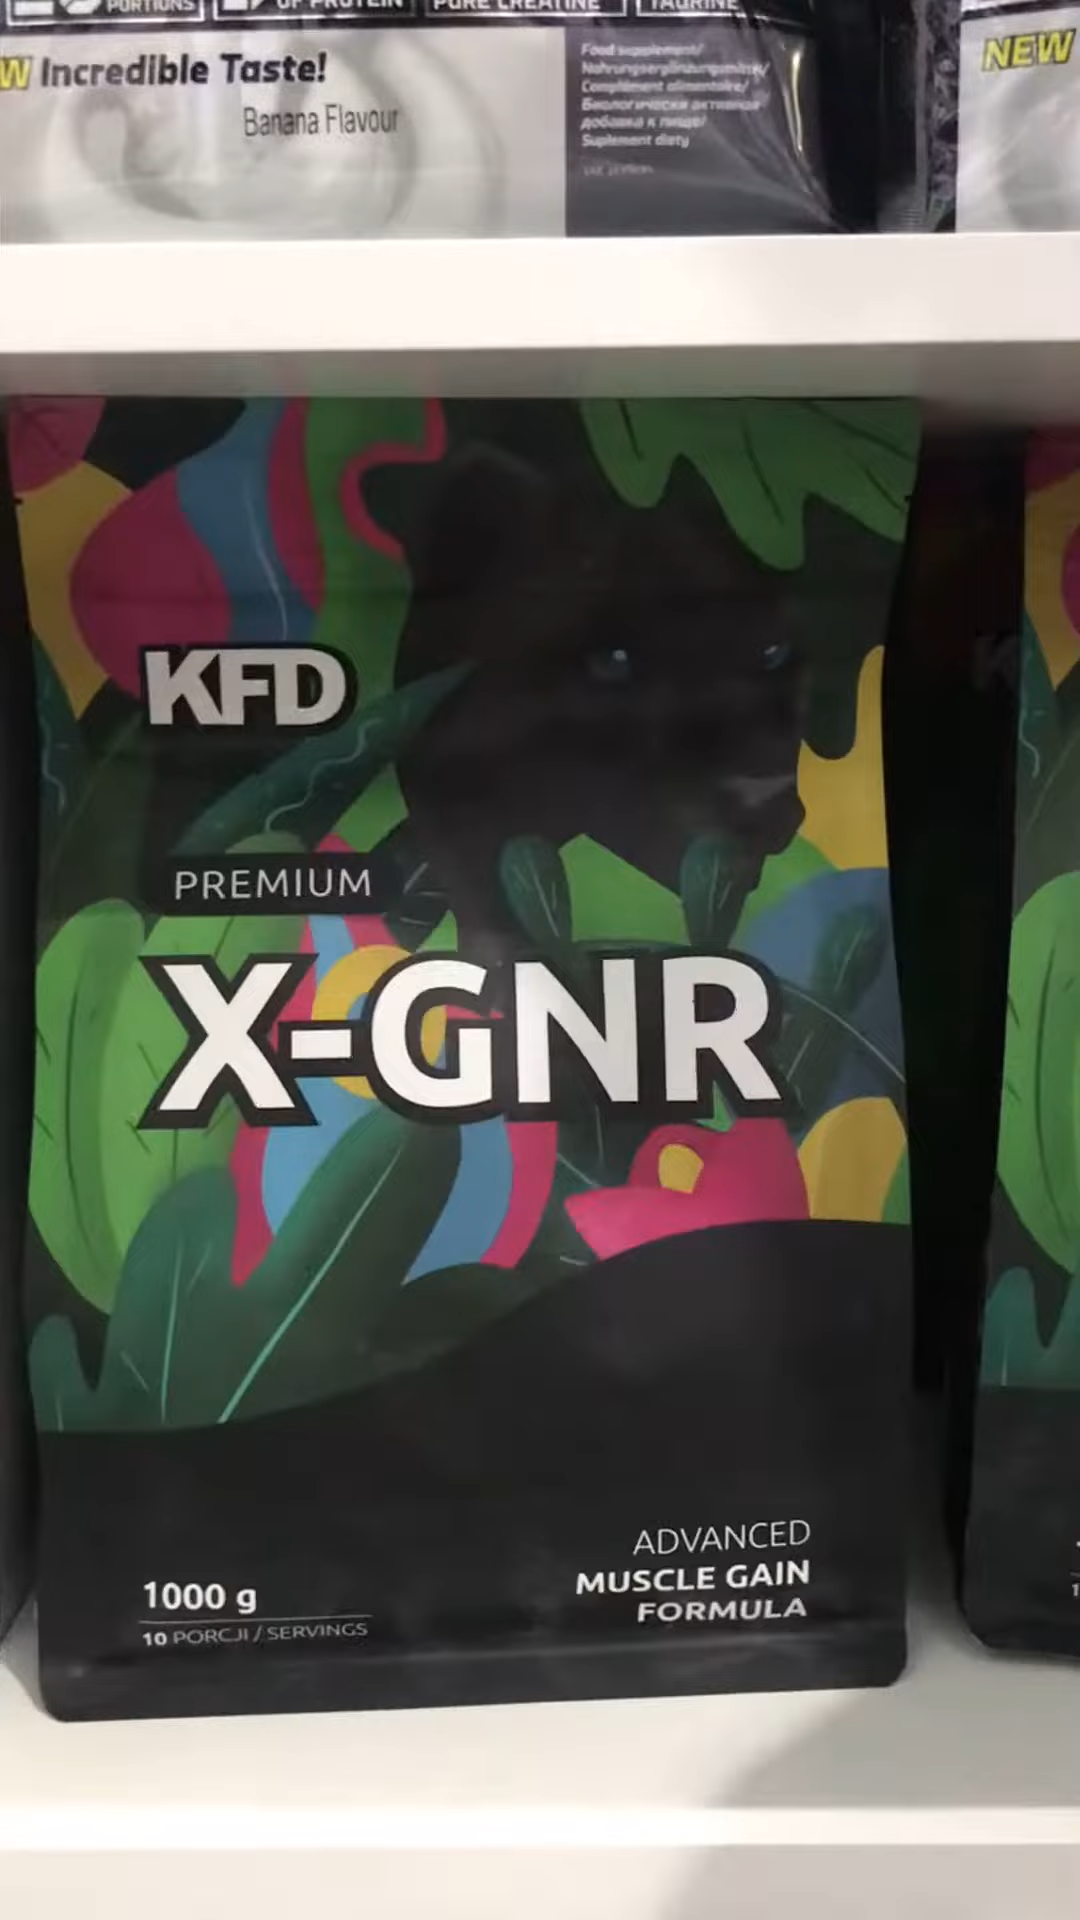 PORTIONS
OF PROTEIN
PURE CREATINE
TAURINE
W Incredible Taste!
Banana Flavour
Food supplement/
Nahrungsergänzungsmittel/
Complément alimentaire/
Биологически активная
добавка к пище/
Suplement diety
NEW
KFD
PREMIUM
X-GNR
ADVANCED
MUSCLE GAIN
FORMULA
1000 g
10 PORCJI / SERVINGS